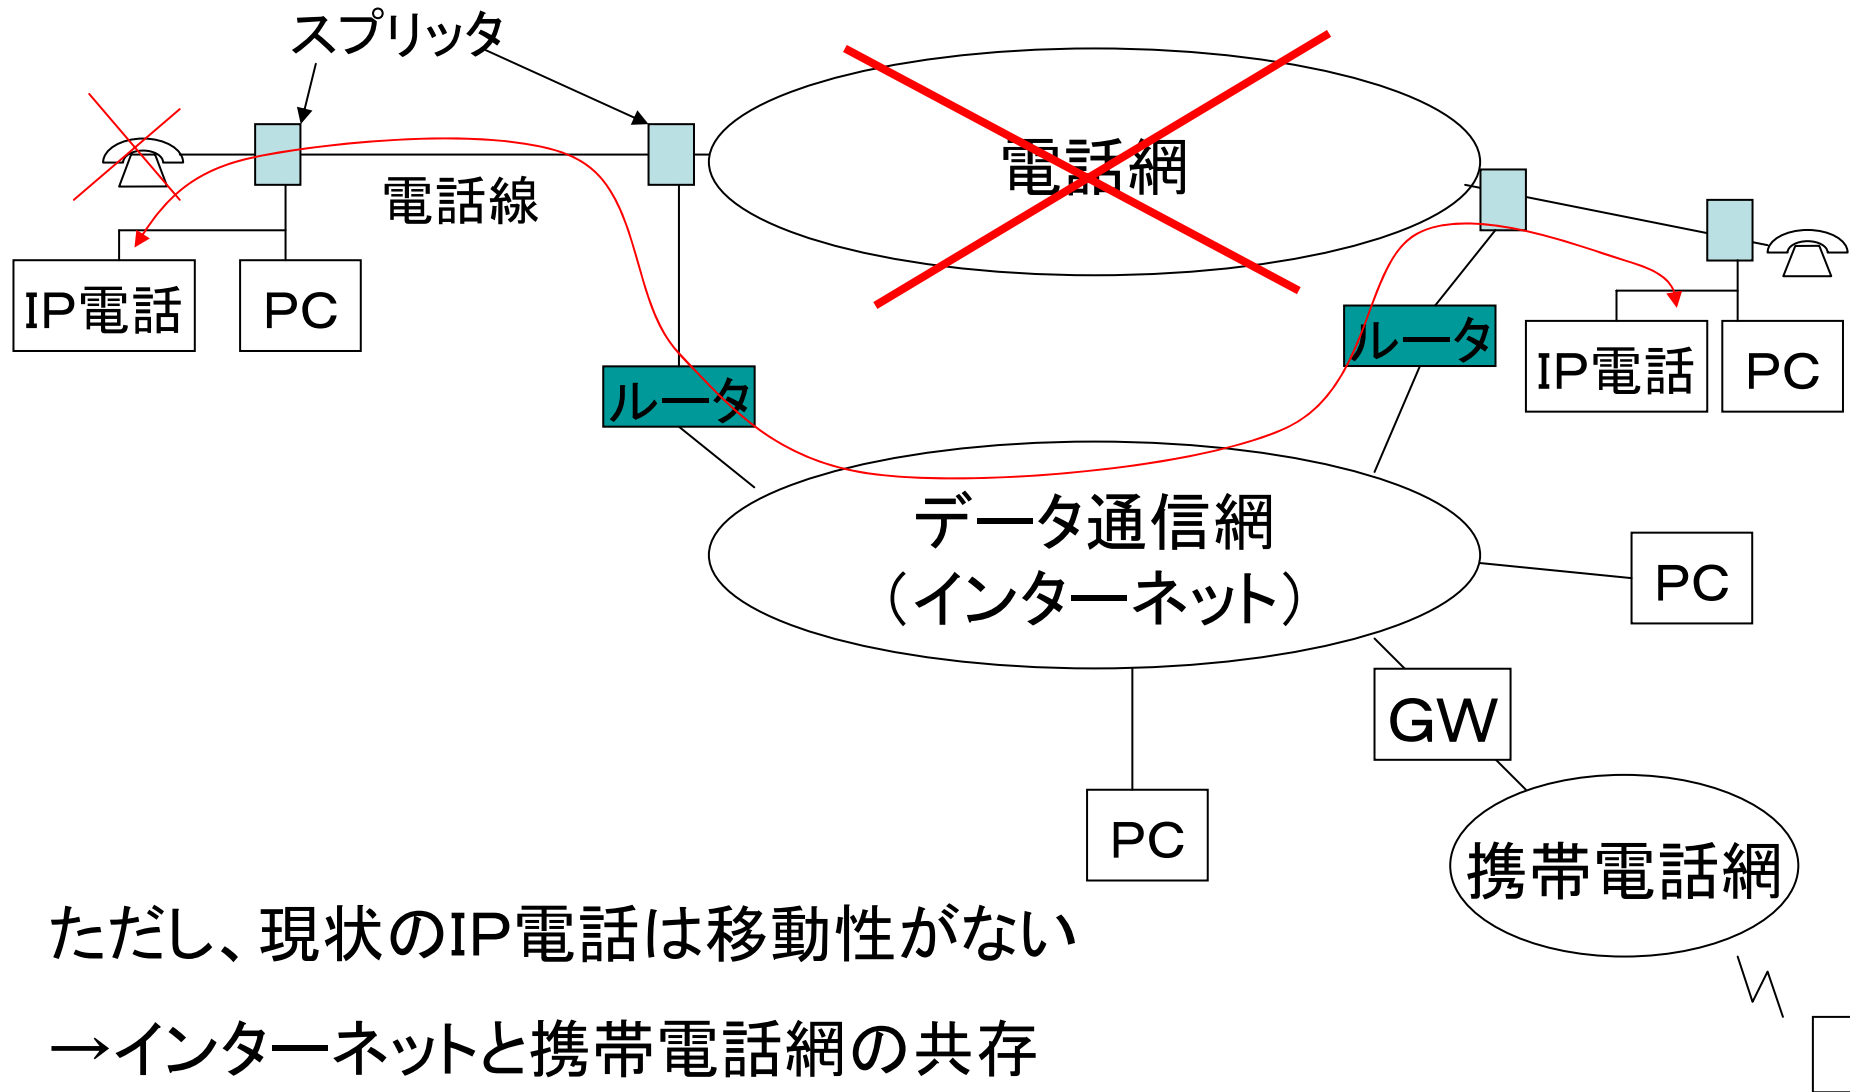 スプリッタ
電話網
電話線
IP電話
PC
ルータ
ルータ
IP電話
PC
データ通信網
（インターネット）
PC
GW
PC
携帯電話網
ただし、現状のIP電話は移動性がない
→インターネットと携帯電話網の共存